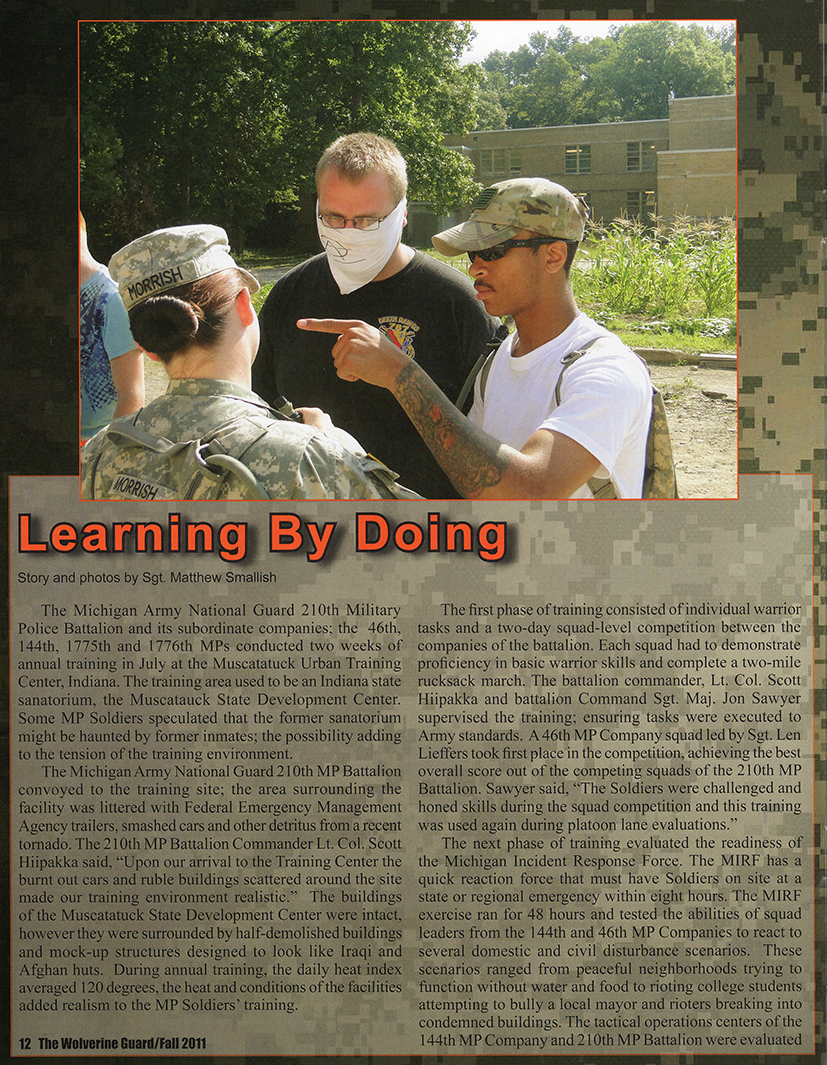 MORRISH
MORRISH
Learning By Doing
Story and photos by Sgt. Matthew Smallish
The Michigan Army National Guard 210th Military
Police Battalion and its subordinate companies; the 46th,
144th, 1775th and 1776th MPs conducted two weeks of
annual training in July at the Muscatatuck Urban Training
Center, Indiana. The training area used to be an Indiana state
sanatorium, the Muscatauck State Development Center.
Some MP Soldiers speculated that the former sanatorium
might be haunted by former inmates; the possibility adding
to the tension of the training environment.
The Michigan Army National Guard 210th MP Battalion
convoyed to the training site; the area surrounding the
facility was littered with Federal Emergency Management
Agency trailers, smashed cars and other detritus from a recent
tornado. The 210th MP Battalion Commander Lt. Col. Scott
Hiipakka said, “Upon our arrival to the Training Center the
burnt out cars and ruble buildings scattered around the site
made our training environment realistic.” The buildings
of the Muscatatuck State Development Center were intact,
however they were surrounded by half-demolished buildings
and mock-up structures designed to look like Iraqi and
Afghan huts. During annual training, the daily heat index
averaged 120 degrees, the heat and conditions of the facilities
added realism to the MP Soldiers’ training.
The first phase of training consisted of individual warrior
tasks and a two-day squad-level competition between the
companies of the battalion. Each squad had to demonstrate
proficiency in basic warrior skills and complete a two-mile
rucksack march. The battalion commander, Lt. Col. Scott
Hiipakka and battalion Command Sgt. Maj. Jon Sawyer
supervised the training; ensuring tasks were executed to
Army standards. A 46th MP Company squad led by Sgt. Len
Lieffers took first place in the competition, achieving the best
overall score out of the competing squads of the 210th MP
Battalion. Sawyer said, “The Soldiers were challenged and
honed skills during the squad competition and this training
was used again during platoon lane evaluations.”
The next phase of training evaluated the readiness of
the Michigan Incident Response Force. The MIRF has a
quick reaction force that must have Soldiers on site at a
state or regional emergency within eight hours. The MIRF
exercise ran for 48 hours and tested the abilities of squad
leaders from the 144th and 46th MP Companies to react to
several domestic and civil disturbance scenarios. These
scenarios ranged from peaceful neighborhoods trying to
function without water and food to rioting college students
attempting to bully a local mayor and rioters breaking into
condemned buildings. The tactical operations centers of the
144th MP Company and 210th MP Battalion were evaluated
12 The Wolverine Guard/Fall 2011